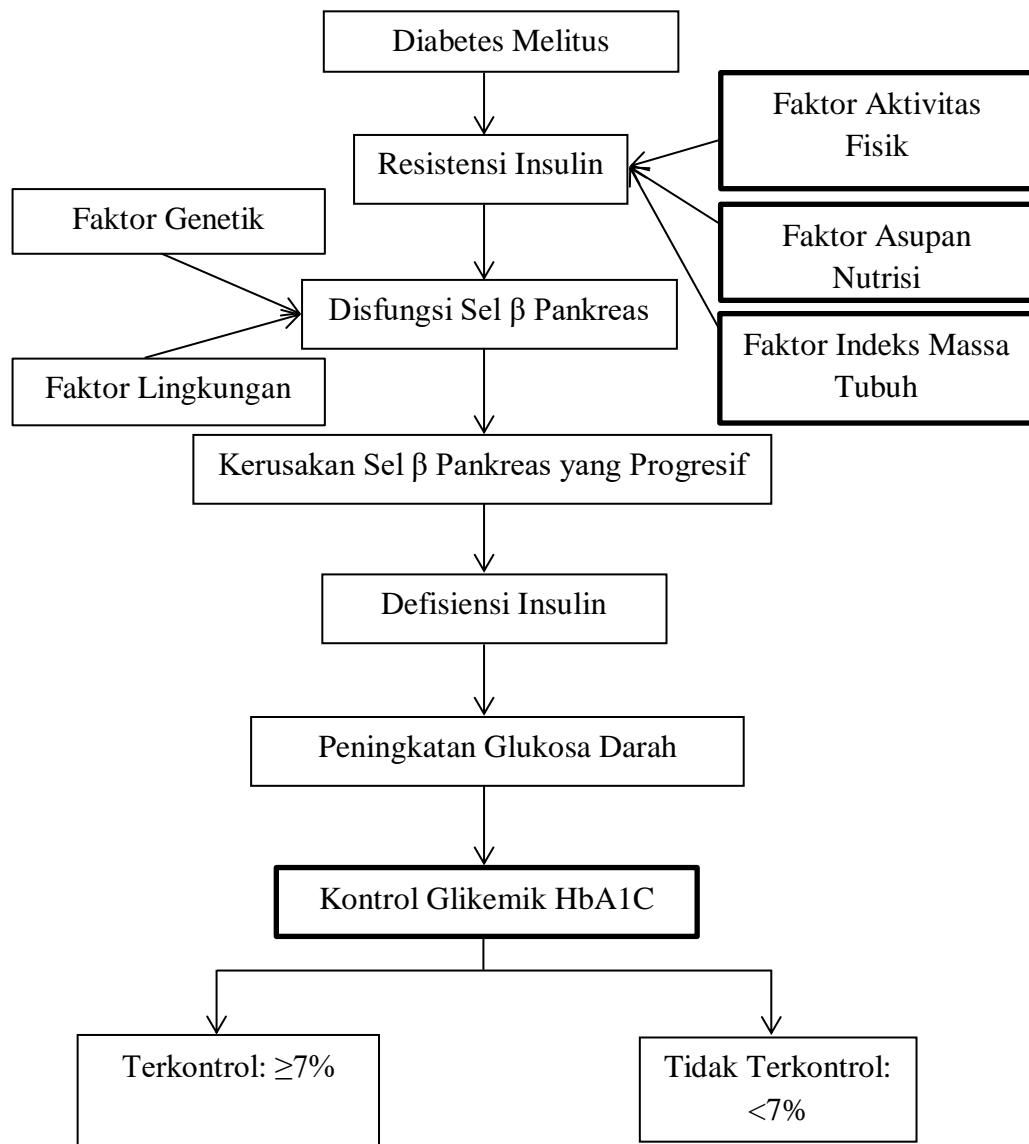 Diabetes Melitus
Faktor Aktivitas
Fisik
Resistensi Insulin
Faktor Genetik
Faktor Asupan
Nutrisi
Disfungsi Sel β Pankreas
Faktor Indeks Massa
Tubuh
Faktor Lingkungan
Kerusakan Sel β Pankreas yang Progresif
Defisiensi Insulin
Peningkatan Glukosa Darah
Kontrol Glikemik HbA1C
Terkontrol: ≥7%
Tidak Terkontrol:
<7%